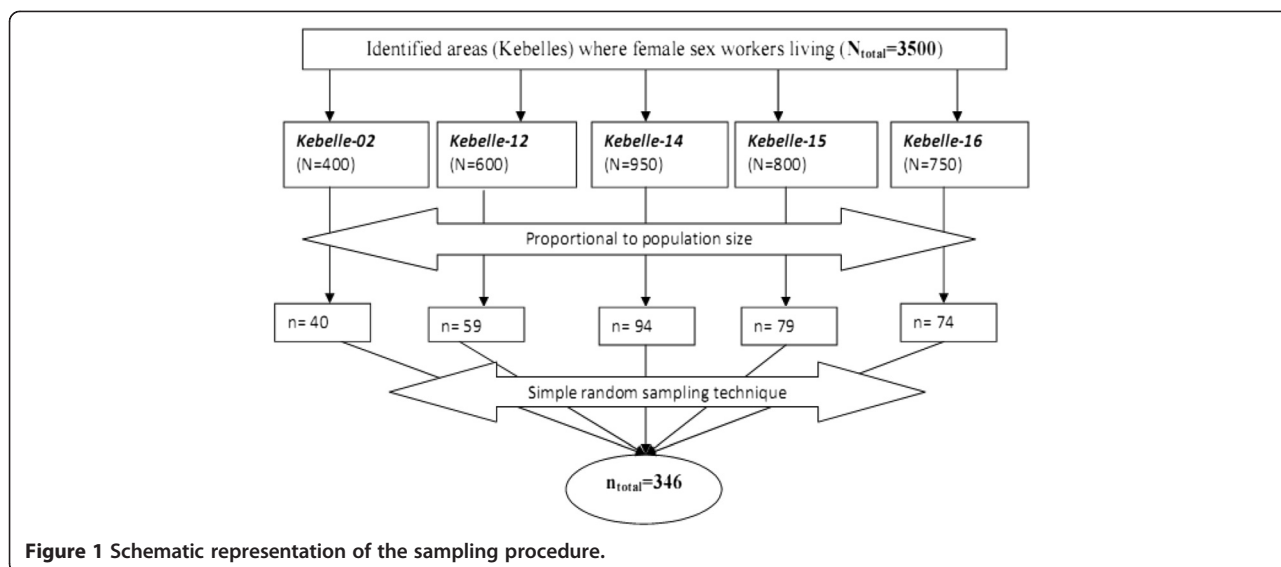 Identified areas (Kebelles) where female sex workers living (Ntotal=3500)
Kebelle-02
(N=400)
Kebelle-12
(N=600)
Kebelle-14
(N=950)
Kebelle-15
(N=800)
Kebelle-16
(N=750)
Proportional to population size
n= 40
n= 59
n= 94
n= 79
n= 74
Simple random sampling technique
ntotal=346
Figure 1 Schematic representation of the sampling procedure.